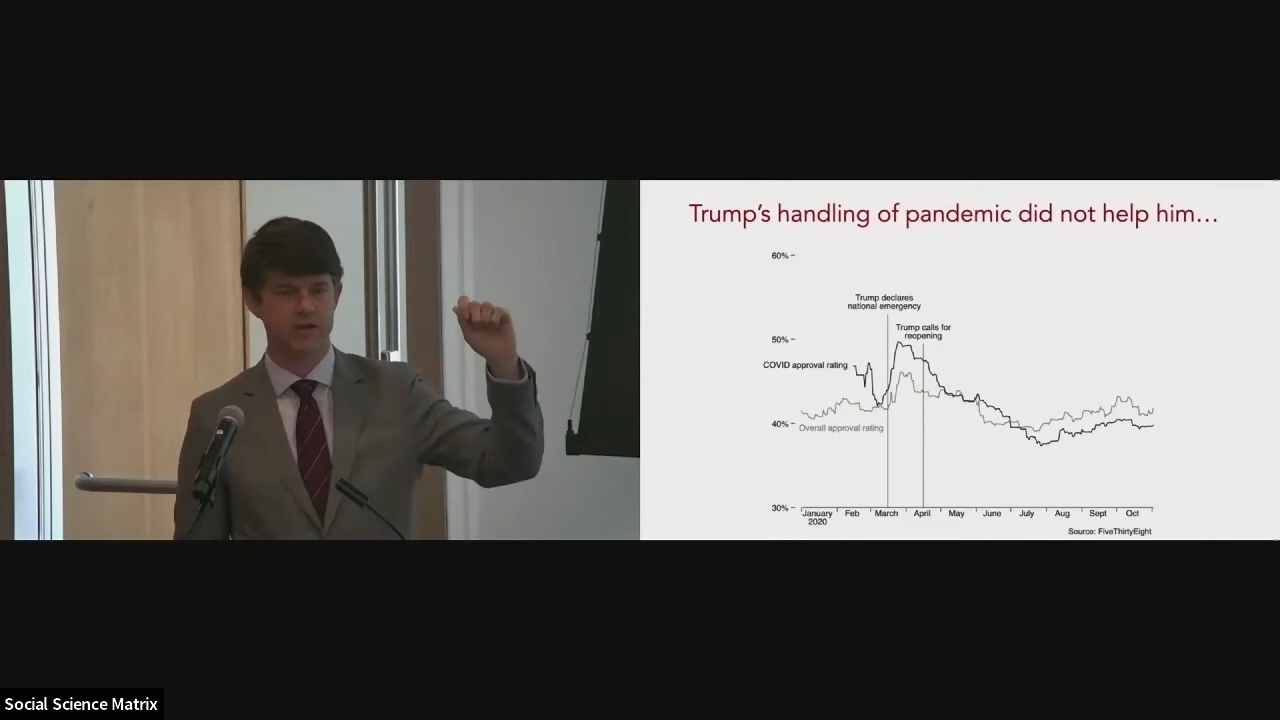 Trump's handling of pandemic did not help him...
60%
Trump declares
national emergency
Trump calls for
reopening
50%
COVID approval rating
40%
Overall approval rating
30%
January Feb March April May June July Aug Sept Oct
2020
Source: FiveThirtyEight
Social Science Matrix